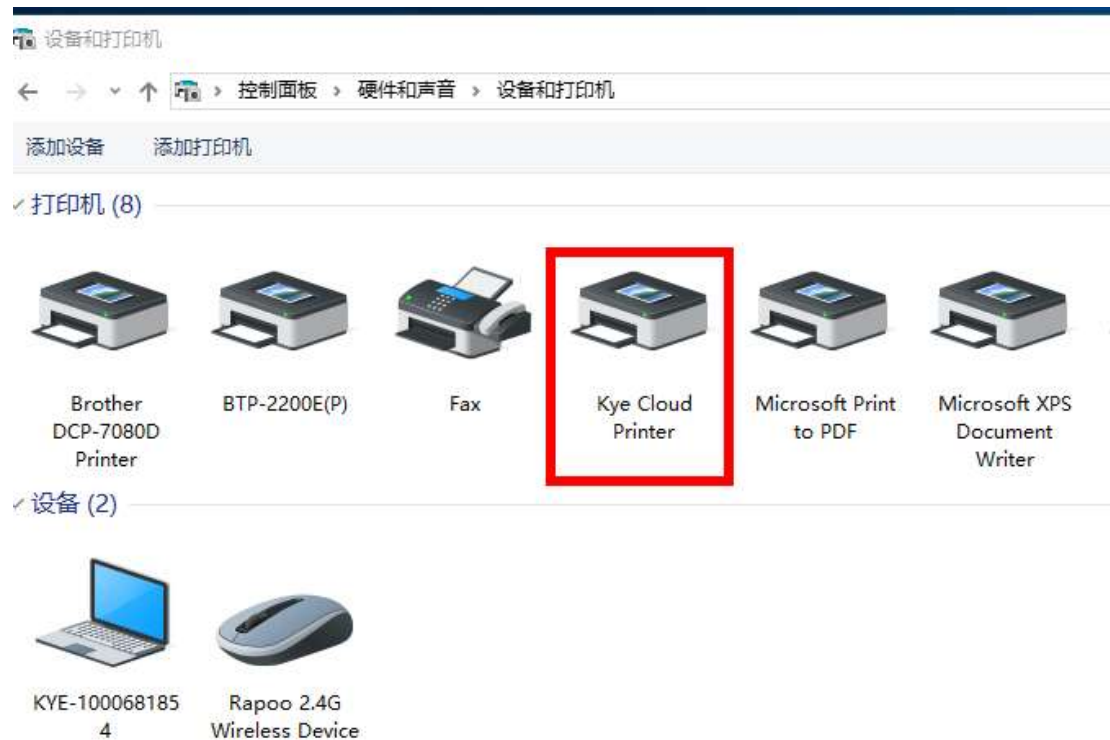 设备和打印机
控制面板 › 硬件和声音 › 设备和打印机
添加设备 添加打印机
打印机 (8)
Brother DCP-7080D Printer
BTP-2200E(P)
Fax
Kye Cloud Printer
Microsoft Print to PDF
Microsoft XPS Document Writer
设备 (2)
KYE-1000681854
Rapoo 2.4G Wireless Device